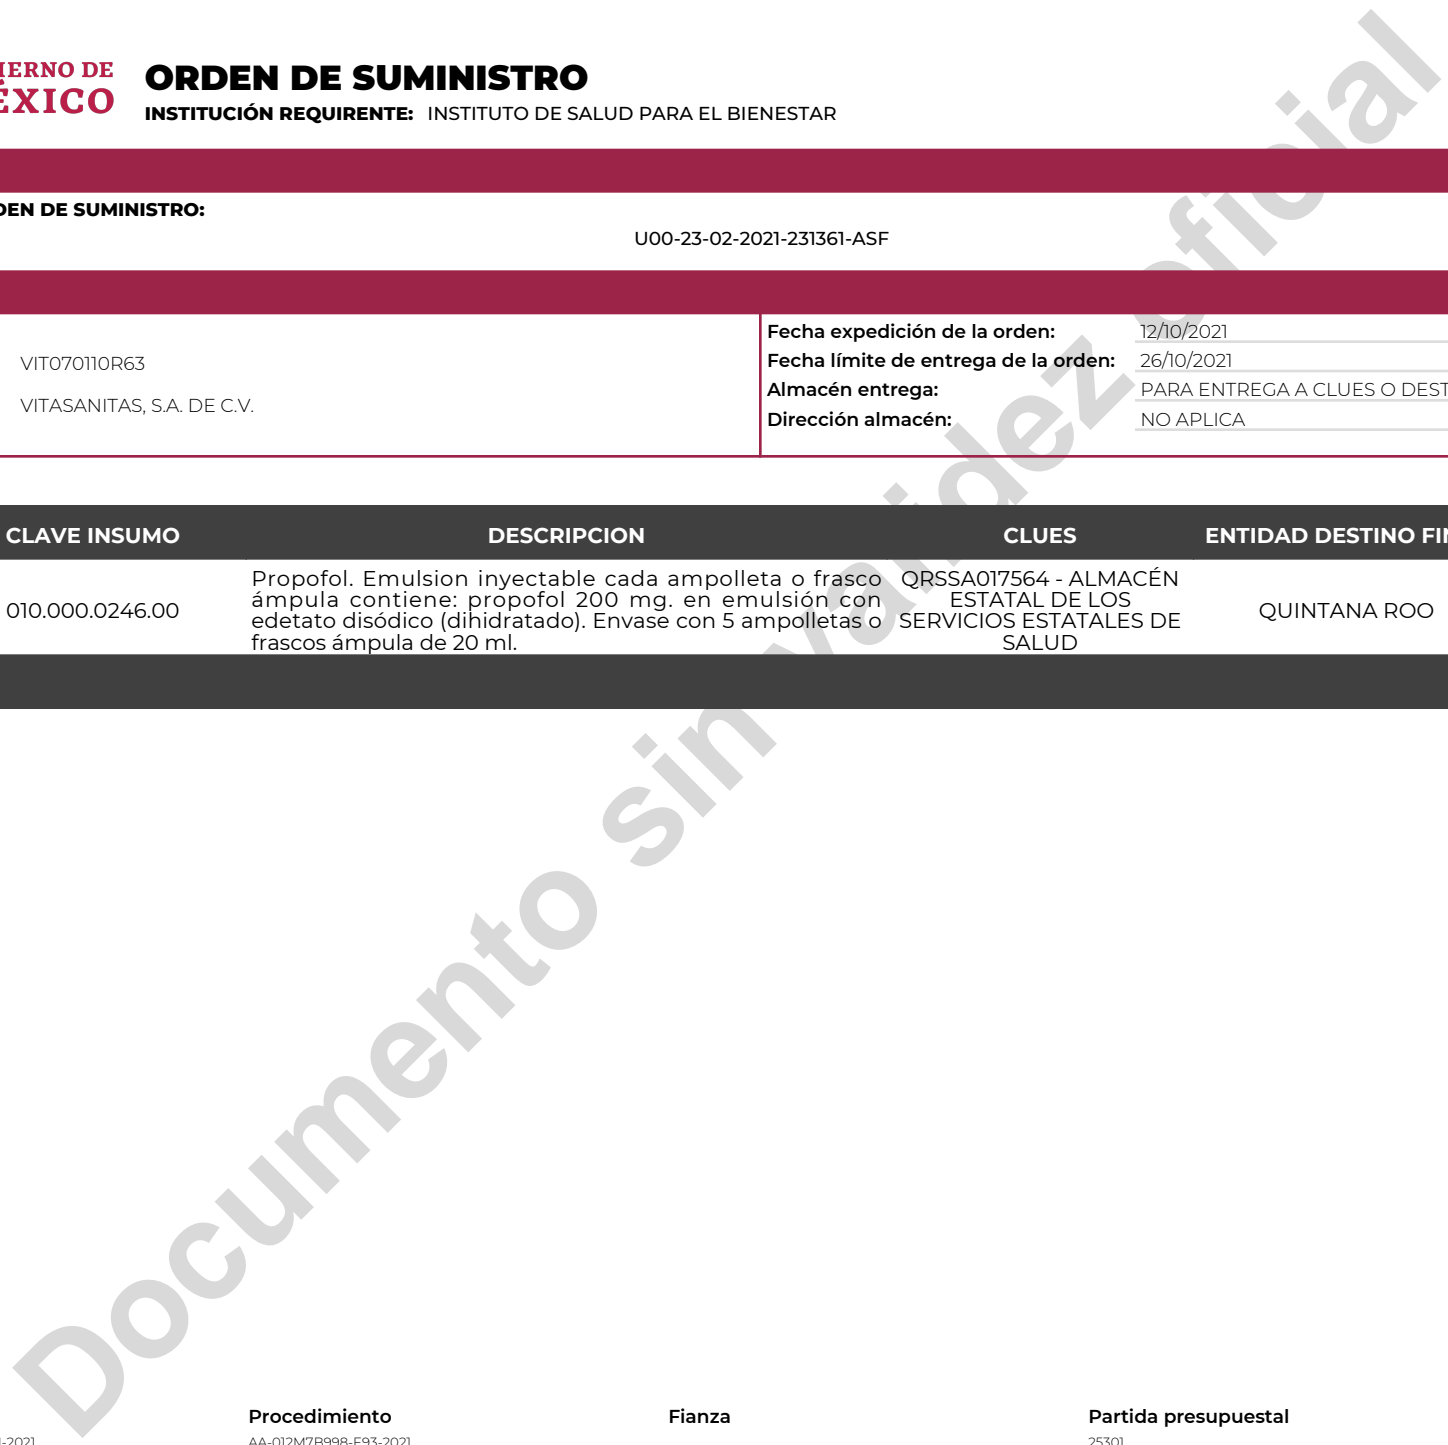 DE
ORDEN DE SUMINISTRO
INSTITUCIÓN REQUIRENTE: INSTITUTO DE SALUD PARA EL BIENESTAR
DE SUMINISTRO:
U00-23-02-2021-231361-ASF
VIT070110R63
VITASANITAS, S.A. DE C.V.
Fecha expedición de la orden: 12/10/2021
Fecha límite de entrega de la orden: 26/10/2021
Almacén entrega: PARA ENTREGA A CLUES O
Dirección almacén: NO APLICA
CLAVE INSUMO DESCRIPCION CLUES ENTIDAD DESTINO
010.000.0246.00
Propofol. Emulsion inyectable cada ampolleta o frasco
ámpula contiene: propofol 200 mg. en emulsión con
edetato disódico (dihidratado). Envase con 5 ampolletas o
frascos ámpula de 20 ml.
QRSSA017564 - ALMACÉN
ESTATAL DE LOS
SERVICIOS ESTATALES DE
SALUD
QUINTANA ROO
Documento sin validez oficial
Procedimiento Fianza Partida presupuestal